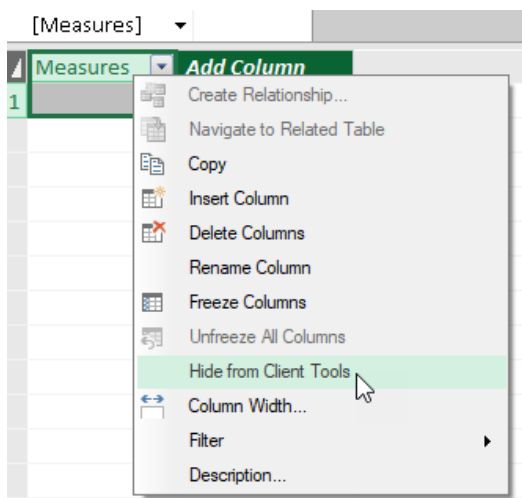 [Measures]
Measures Add Column
1
Create Relationship...
Navigate to Related Table
Copy
Insert Column
Delete Columns
Rename Column
Freeze Columns
Unfreeze All Columns
Hide from Client Tools
Column Width...
Filter
Description...